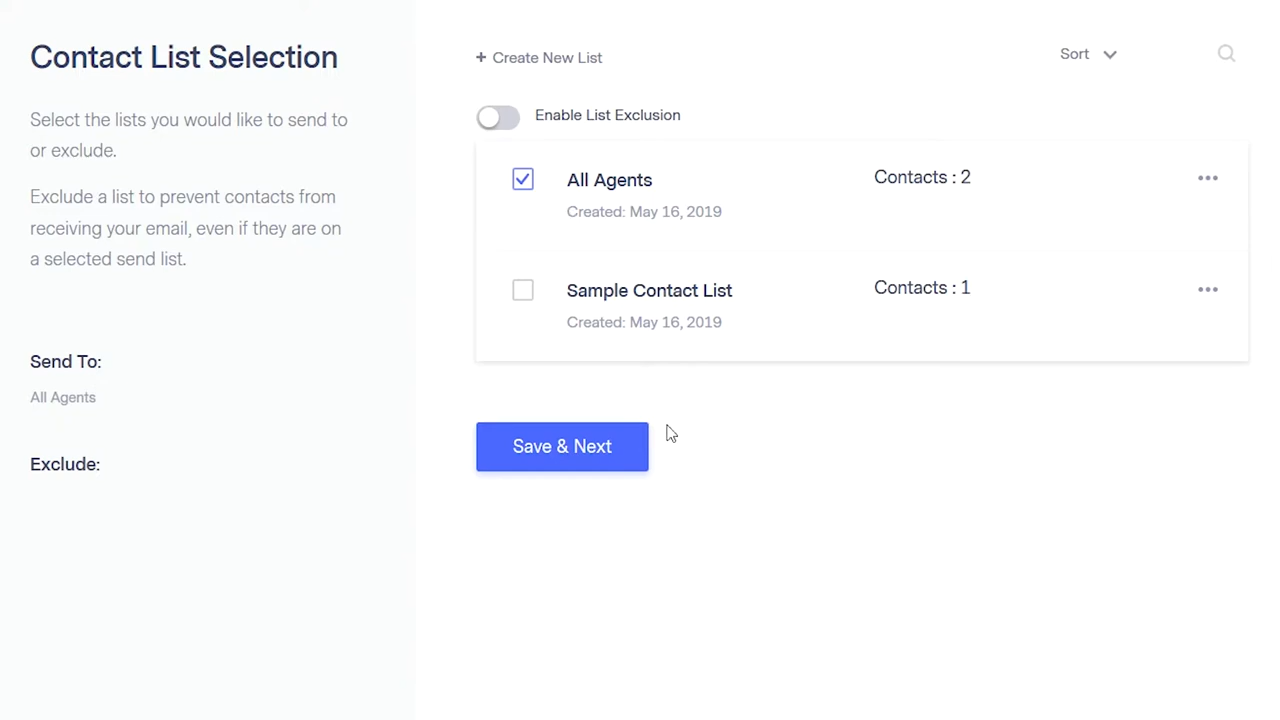 Contact List Selection
Select the lists you would like to send to
or exclude.
Exclude a list to prevent contacts from
receiving your email, even if they are on
a selected send list.
Send To:
All Agents
Exclude:
+ Create New List
Sort
Enable List Exclusion
All Agents
Contacts : 2
Created: May 16, 2019
Sample Contact List
Contacts : 1
Created: May 16, 2019
Save & Next